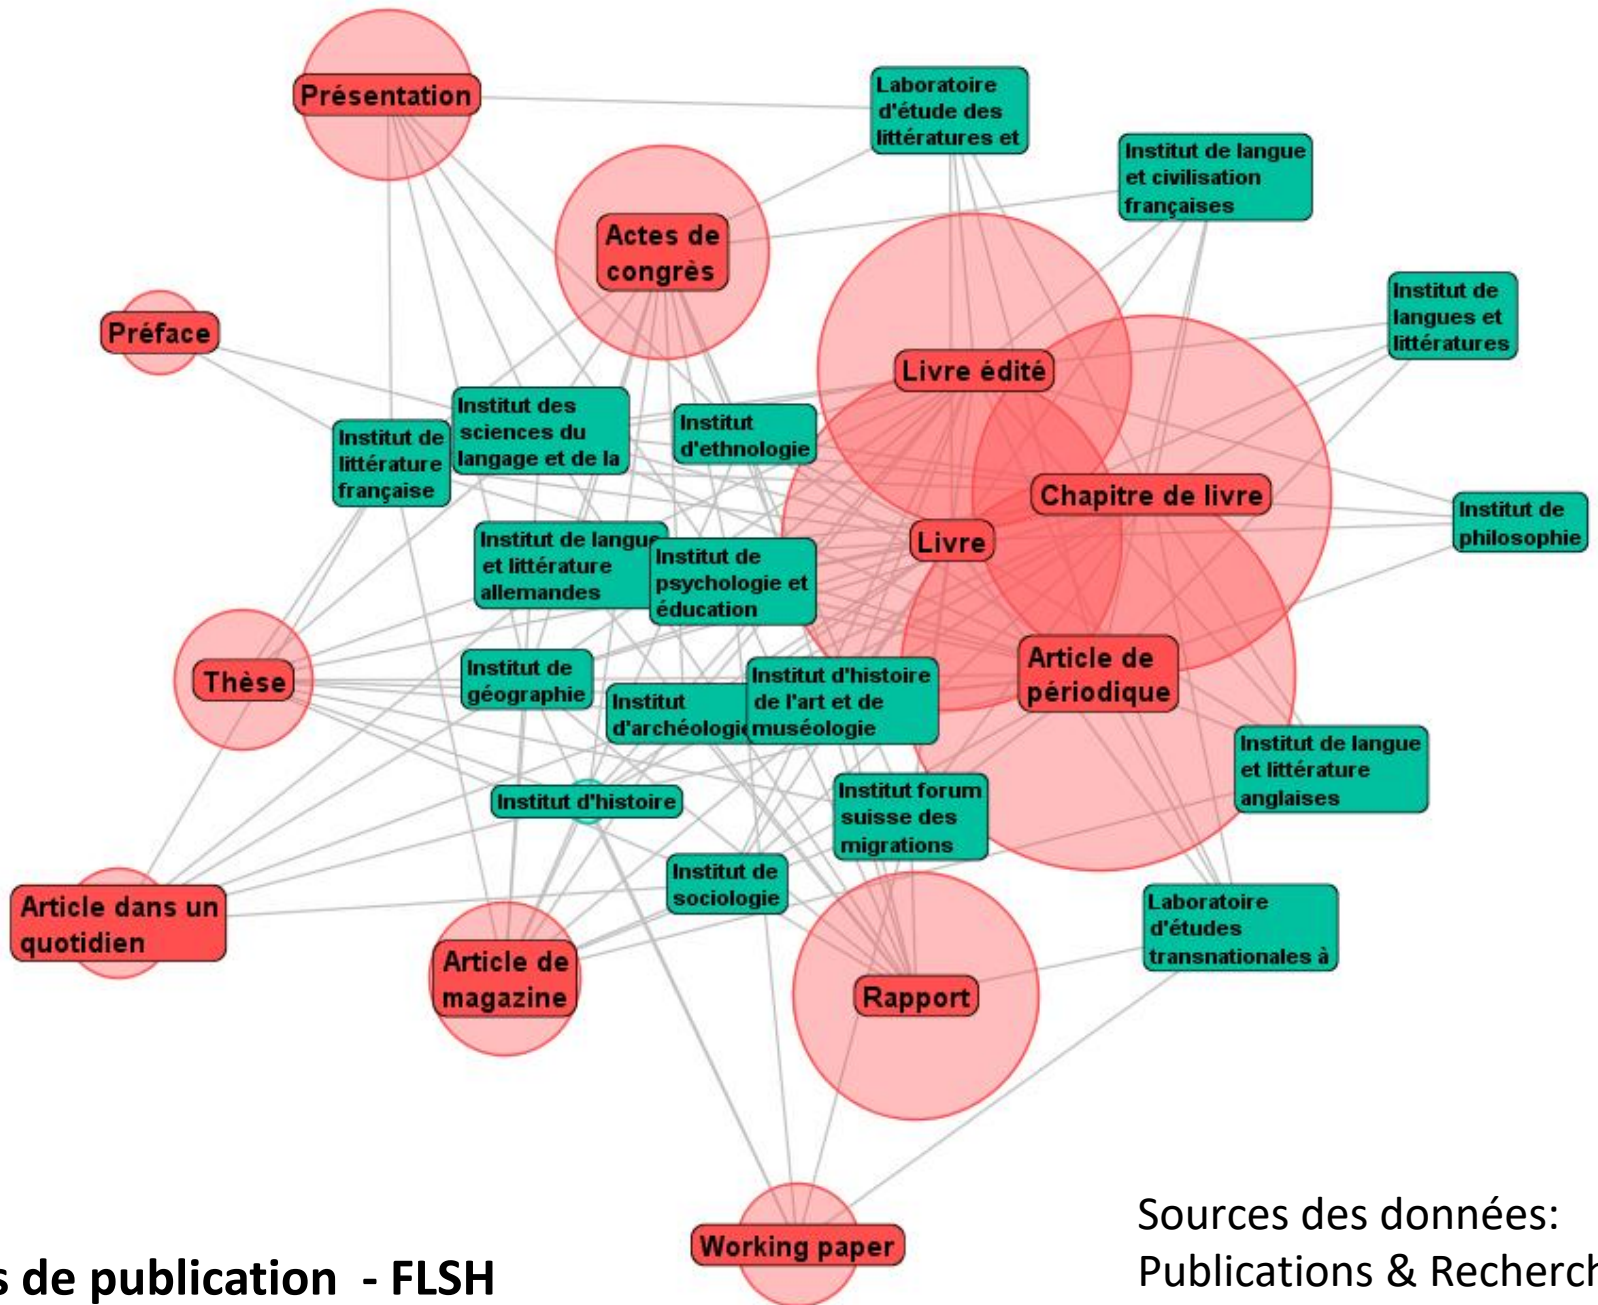 Présentation
Laboratoire
d'étude des
littératures et
Institut de langue
et civilisation
françaises
Actes de
congrès
Institut de
langues et
littératures
Préface
Livre édité
Institut des
sciences du
langage et de la
Institut
d'ethnologie
Institut de
littérature
française
Chapitre de livre
Institut de
philosophie
Livre
Institut de langue
et littérature
allemandes
Institut de
psychologie et
éducation
Thèse
Institut de
géographie
Institut
d'archéologie
Institut d'histoire
de l'art et de
muséologie
Article de
périodique
Institut de langue
et littérature
anglaises
Institut d'histoire
Institut forum
suisse des
migrations
Institut de
sociologie
Article dans un
quotidien
Laboratoire
d'études
transnationales à
Article de
magazine
Rapport
Working paper
Sources des données:
Publications & Recherch
s de publication - FLSH